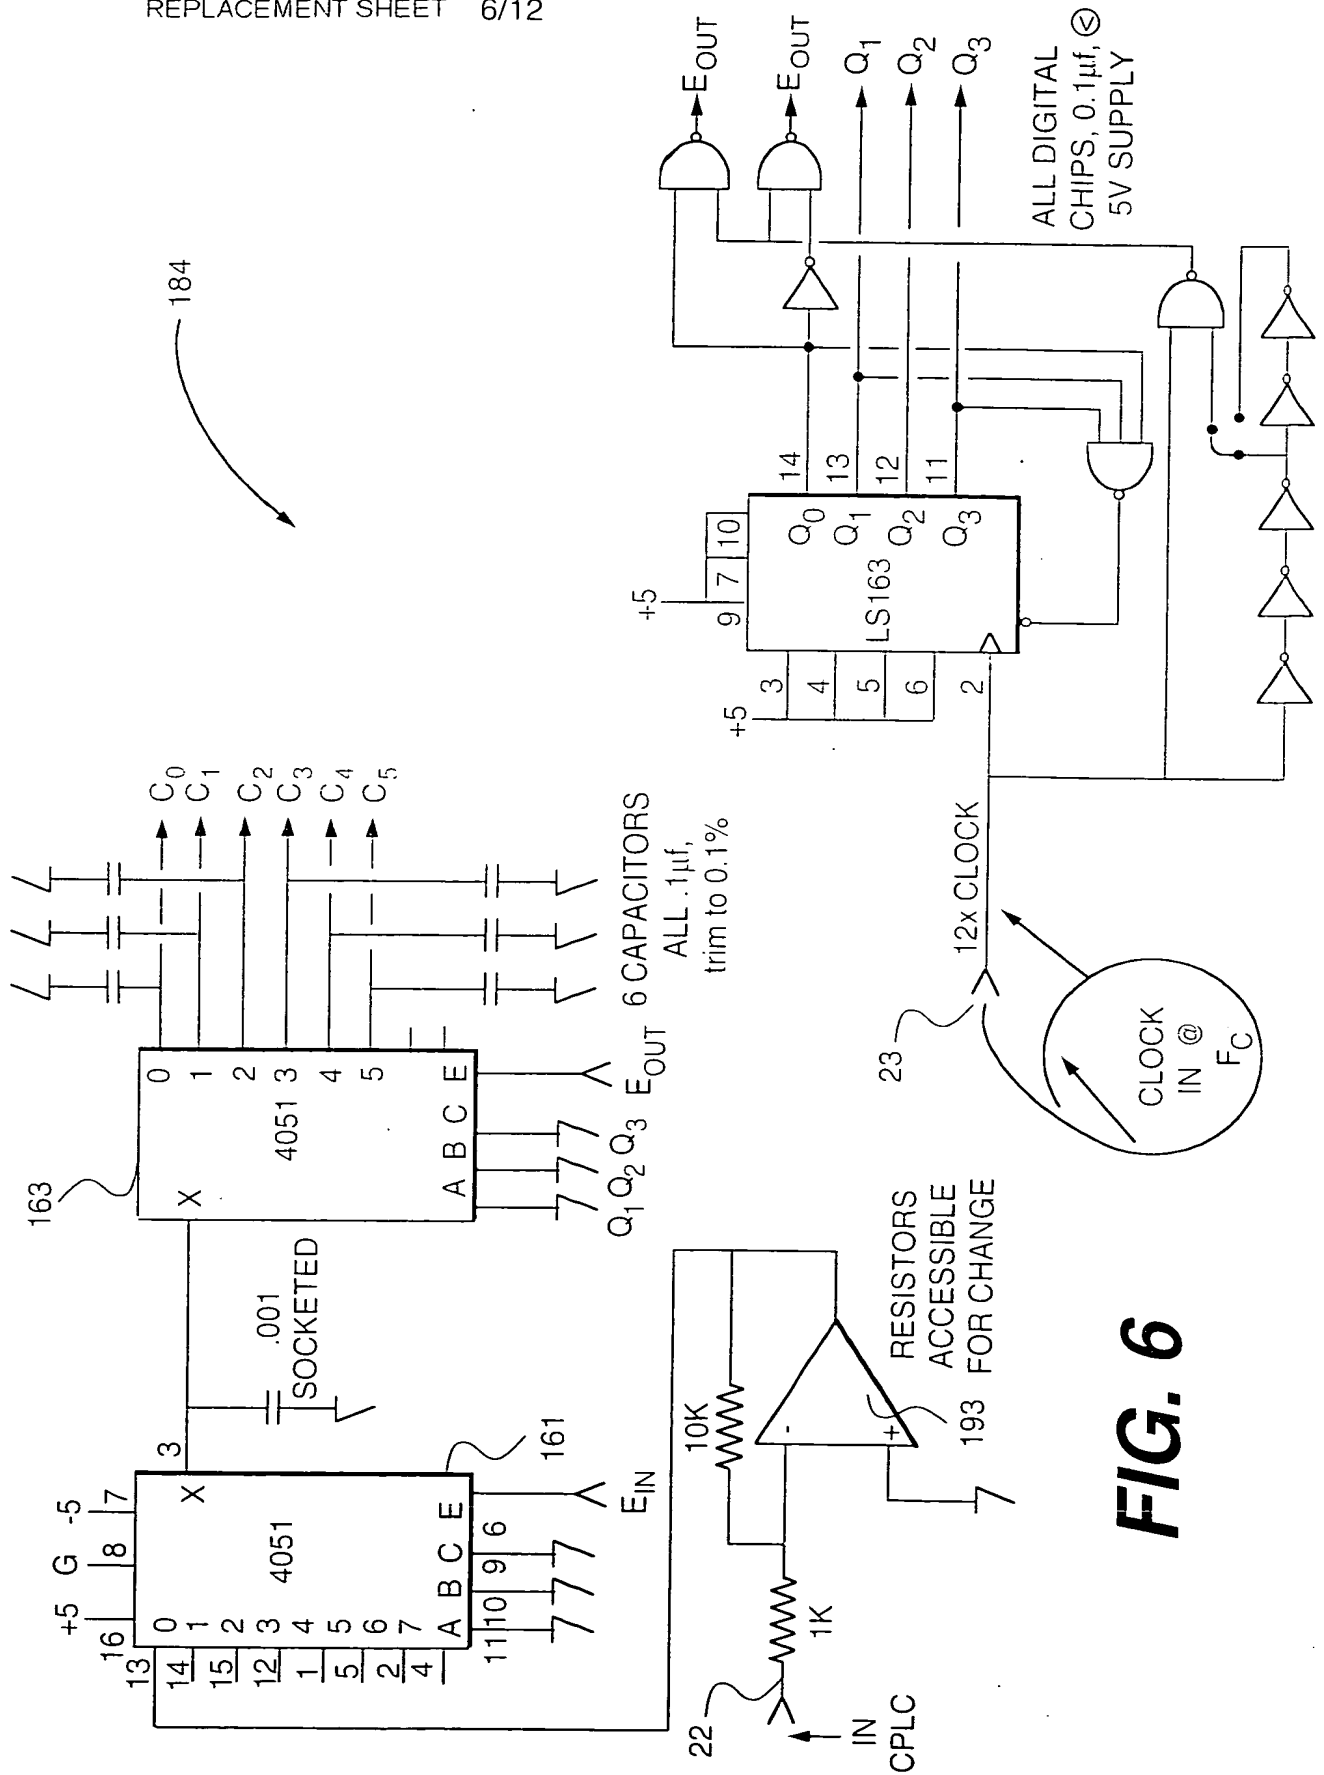 REPLACEMENT SHEET 6/12
184
EOUT
EOUT
Q1
Q2
Q3
ALL DIGITAL
CHIPS, 0.1µf, <
5V SUPPLY
+5
9
7
10
14
13
12
11
Q0
Q1
Q2
Q3
LS163
+5
3
4
5
6
2
12x CLOCK
23
CLOCK
IN @
FC
163
X
4051
0
1
2
3
4
5
A B C E
Q1 Q2 Q3
EOUT
C0
C1
C2
C3
C4
C5
6 CAPACITORS
ALL .1µf,
trim to 0.1%
.001
SOCKETED
+5
G
-5
16
8
7
3
X
4051
13
14
15
12
1
5
2
4
0
1
2
3
4
5
6
7
A B C E
11
10
9
6
161
EIN
10K
1K
-
+
193
RESISTORS
ACCESSIBLE
FOR CHANGE
22
IN
CPLC
FIG. 6